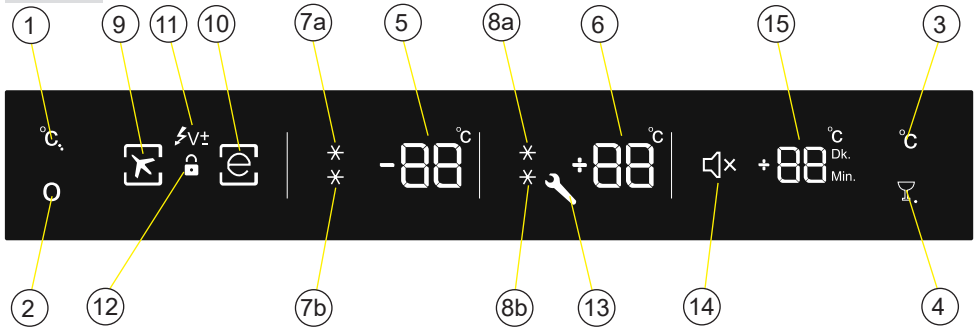 1 9 11 10 7a 5 8a 6 15 3
°C.. V± e -88 °C +88 °C +88 °C Dk. Min. °C
2 12 7b 8b 13 14 4